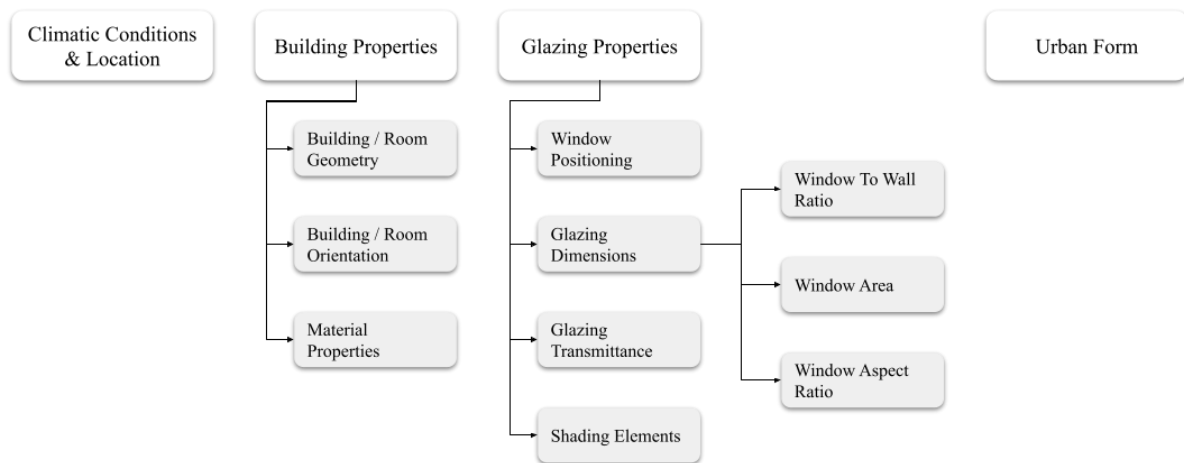 Climatic Conditions
& Location
Building Properties
Glazing Properties
Urban Form
Building / Room
Geometry
Building / Room
Orientation
Material
Properties
Window
Positioning
Glazing
Dimensions
Glazing
Transmittance
Shading Elements
Window To Wall
Ratio
Window Area
Window Aspect
Ratio